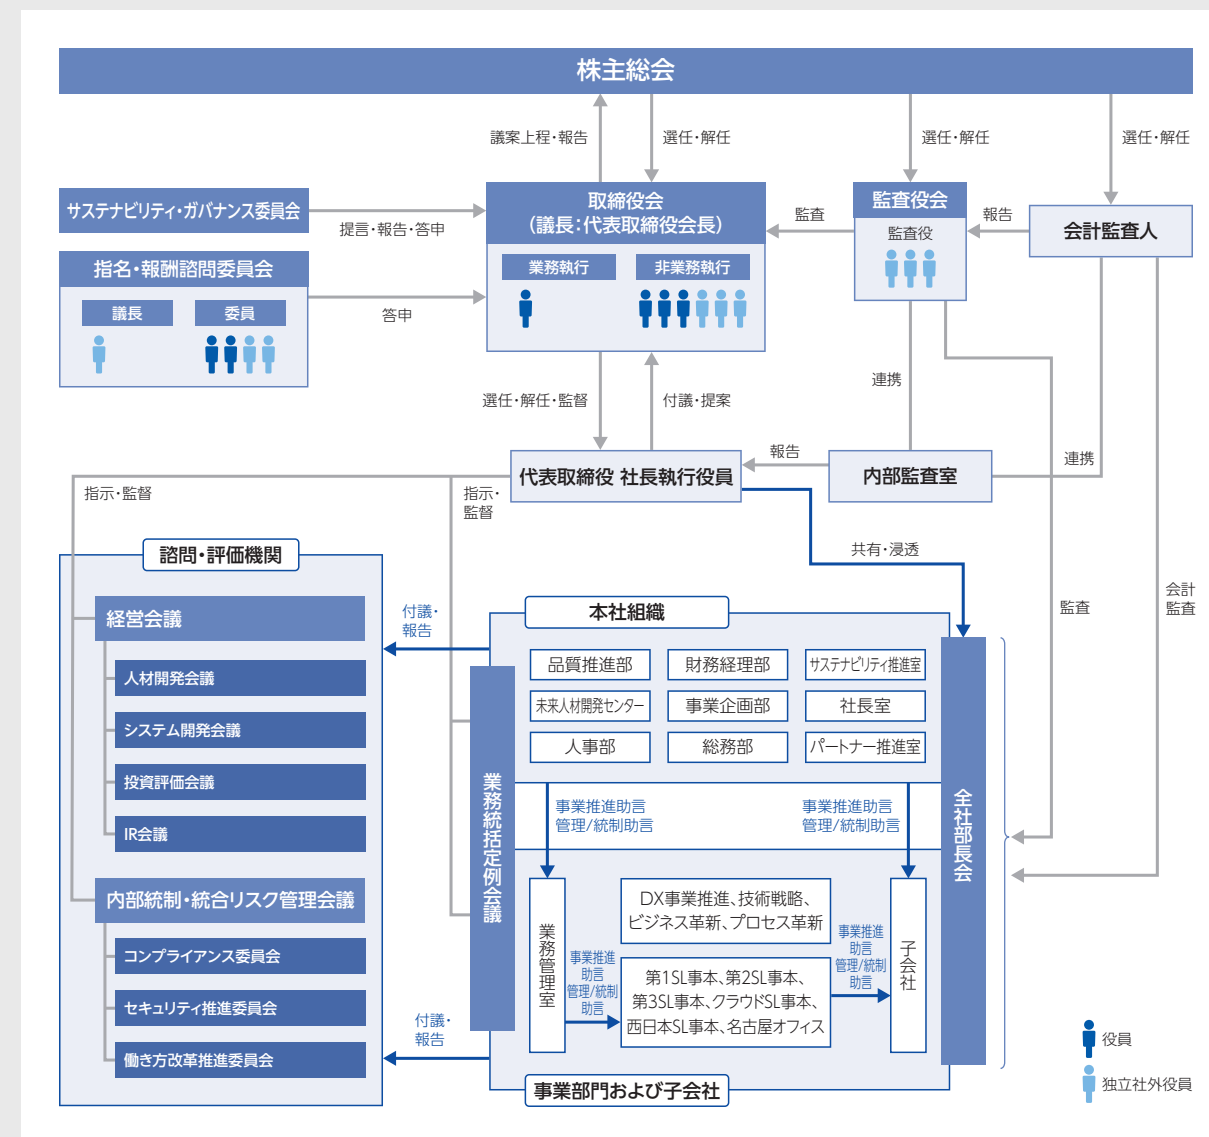 株主総会
議案上程・報告
選任・解任
選任・解任
選任・解任
サステナビリティ・ガバナンス委員会
提言・報告・答申
取締役会
(議長:代表取締役会長)
監査
監査役会
監査役
報告
会計監査人
指名・報酬諮問委員会
議長
委員
答申
業務執行
非業務執行
選任・解任・監督
付議・提案
連携
代表取締役 社長執行役員
報告
内部監査室
連携
指示・監督
指示・
監督
共有・浸透
監査
会計
監査
諮問・評価機関
経営会議
人材開発会議
システム開発会議
投資評価会議
IR会議
内部統制・統合リスク管理会議
コンプライアンス委員会
セキュリティ推進委員会
働き方改革推進委員会
付議・
報告
付議・
報告
業務統括定例会議
本社組織
品質推進部
財務経理部
サステナビリティ推進室
未来人材開発センター
事業企画部
社長室
人事部
総務部
パートナー推進室
事業推進助言
管理/統制助言
事業推進助言
管理/統制助言
全社部長会
業務管理室
事業推進
助言
管理/統制
助言
DX事業推進、技術戦略、
ビジネス革新、プロセス革新
第1SL事本、第2SL事本、
第3SL事本、クラウドSL事本、
西日本SL事本、名古屋オフィス
事業推進
助言
管理/統制
助言
子会社
事業部門および子会社
役員
独立社外役員